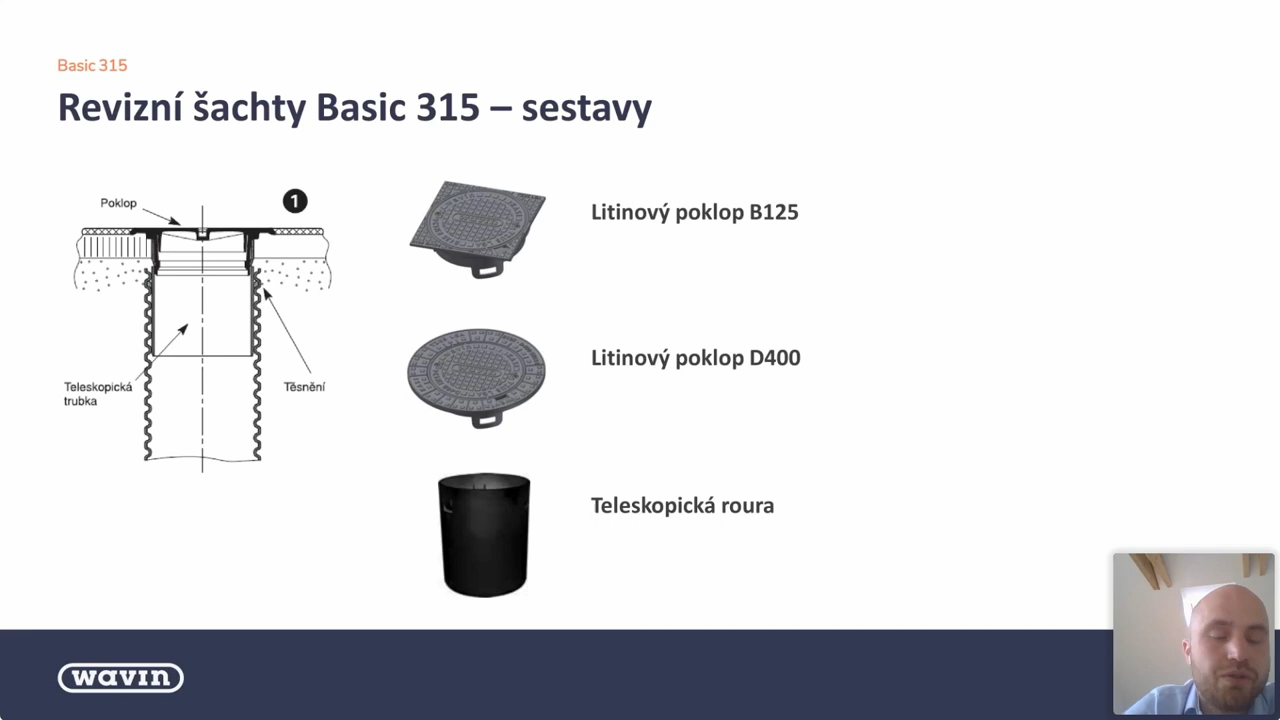 Basic 315
Revizní šachty Basic 315 – sestavy
Poklop
1
Teleskopická
trubka
Těsnění
Litinový poklop B125
Litinový poklop D400
Teleskopická roura
wavin